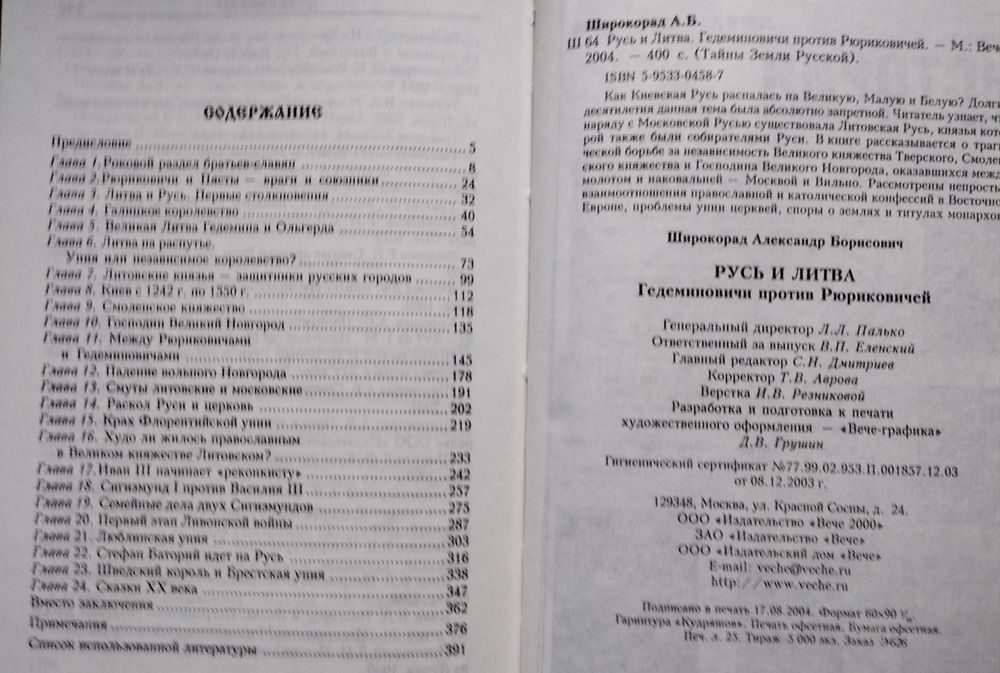 СОДЕРЖАНИЕ
Предисловие 5
Глава 1. Роковой раздел братьев-славян 8
Глава 2. Рюриковичи и Пясты — враги и союзники 24
Глава 3. Литва и Русь. Первые столкновения 32
Глава 4. Галицкое королевство 40
Глава 5. Великая Литва Гедемина и Ольгерда 54
Глава 6. Литва на распутье.
Уния или независимое королевство? 73
Глава 7. Литовские князья — защитники русских городов 99
Глава 8. Киев с 1242 г. по 1550 г. 112
Глава 9. Смоленское княжество 118
Глава 10. Господин Великий Новгород 135
Глава 11. Между Рюриковичами
и Гедеминовичами 145
Глава 12. Падение вольного Новгорода 178
Глава 13. Смуты литовские и московские 191
Глава 14. Раскол Руси и церковь 202
Глава 15. Крах Флорентийской унии 219
Глава 16. Худо ли жилось православным
в Великом княжестве Литовском? 233
Глава 17. Иван III начинает «реконкисту» 242
Глава 18. Сигизмунд I против Василия III 257
Глава 19. Семейные дела двух Сигизмундов 275
Глава 20. Первый этап Ливонской войны 287
Глава 21. Люблинская уния 303
Глава 22. Стефан Баторий идет на Русь 316
Глава 23. Шведский король и Брестская уния 338
Глава 24. Сказки XX века 347
Вместо заключения 362
Примечания 376
Список использованной литературы 391
Широкорад А.Б.
Ш 64 Русь и Литва. Гедеминовичи против Рюриковичей. — М.: Вече,
2004. — 400 с. (Тайны Земли Русской).
ISBN 5-9533-0458-7
Как Киевская Русь распалась на Великую, Малую и Белую? Долги
десятилетия данная тема была абсолютно запретной. Читатель узнает, чт
наряду с Московской Русью существовала Литовская Русь, князья кото
рой также были собирателями Руси. В книге рассказывается о траги
ческой борьбе за независимость Великого княжества Тверского, Смолен
ского княжества и Господина Великого Новгорода, оказавшихся межд
молотом и наковальней — Москвой и Вильно. Рассмотрены непросты
взаимоотношения православной и католической конфессий в Восточно
Европе, проблемы унии церквей, споры о землях и титулах монархов
Широкорад Александр Борисович
РУСЬ И ЛИТВА
Гедеминовичи против Рюриковичей
Генеральный директор Л.Л. Палько
Ответственный за выпуск В.П. Еленский
Главный редактор С.Н. Дмитриев
Корректор Т.В. Аврова
Верстка И.В. Резниковой
Разработка и подготовка к печати
художественного оформления — «Вече-графика»
Д.В. Грушин
Гигиенический сертификат №77.99.02.953.П.001857.12.03
от 08.12.2003 г.
129348, Москва, ул. Красной Сосны, д. 24.
ООО «Издательство «Вече 2000»
ЗАО «Издательство «Вече»
ООО «Издательский дом «Вече»
E-mail: veche@veche.ru
http://www.veche.ru
Подписано в печать 17.08.2004. Формат 60х90 1/16.
Гарнитура «Кудряшов». Печать офсетная. Бумага офсетная.
Печ. л. 25. Тираж 5 000 экз. Заказ Э626